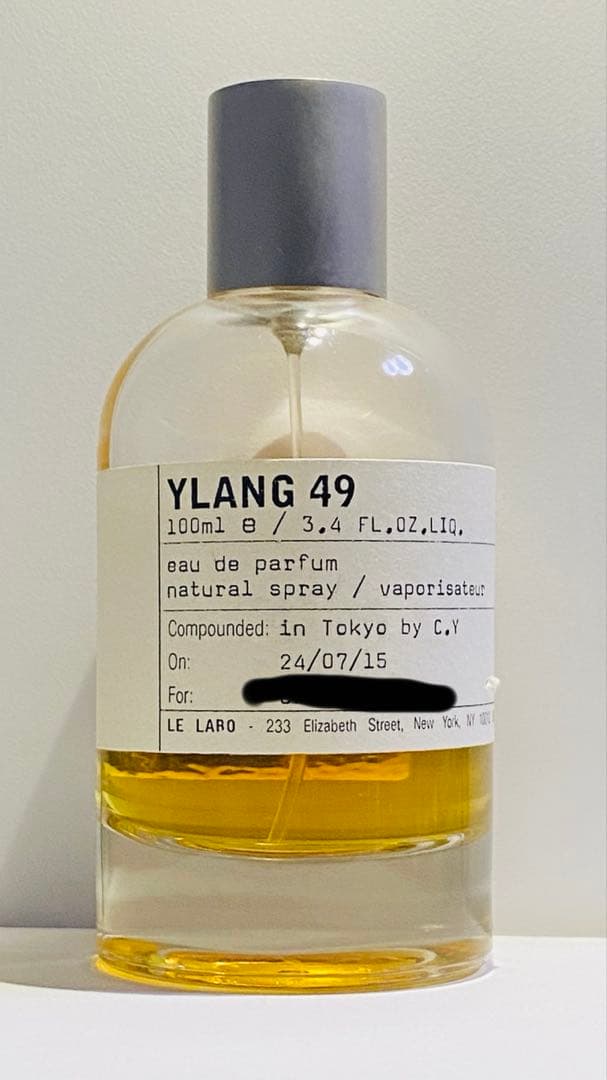 YLANG 49
100ml ℮ / 3.4 FL.OZ.LIQ.
eau de parfum
natural spray / vaporisateur
Compounded: in Tokyo by C.Y
On: 24/07/15
For:
LE LABO - 233 Elizabeth Street, New York, NY